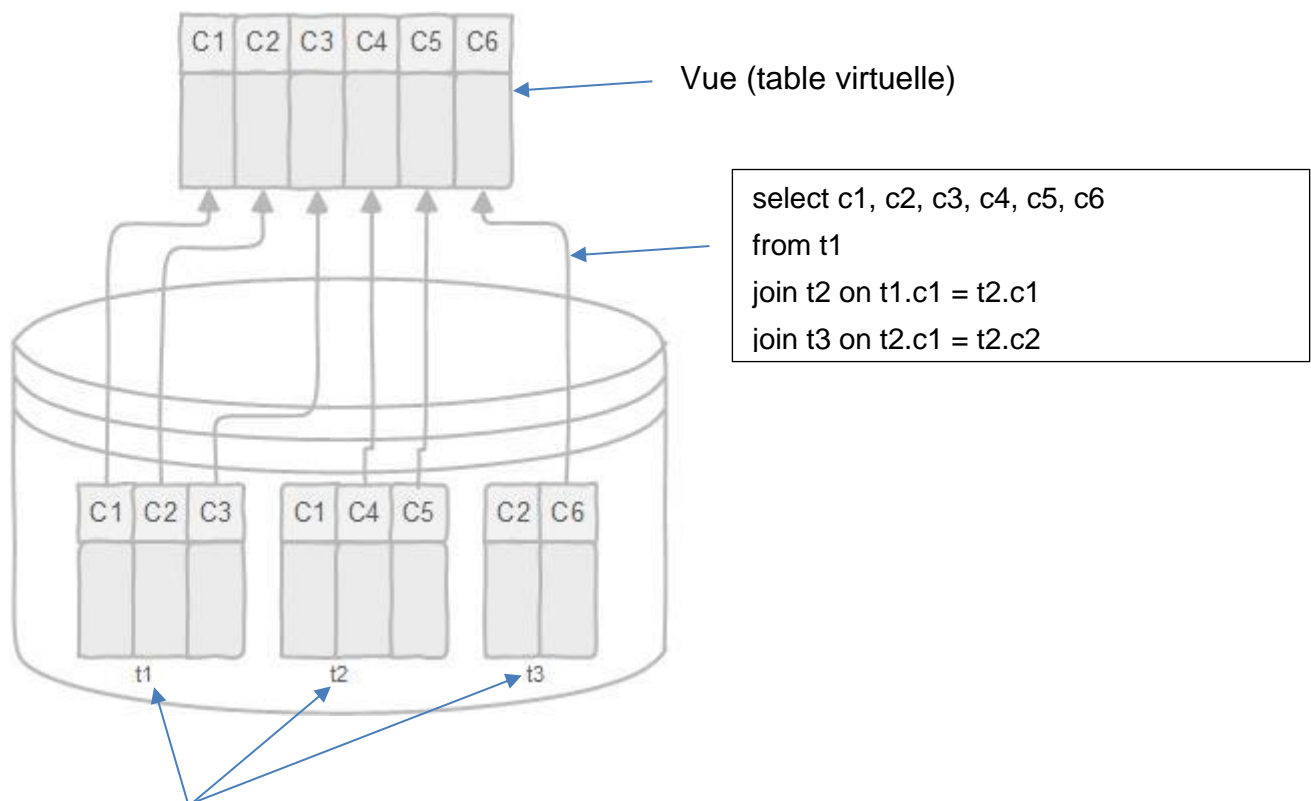 C1 C2 C3 C4 C5 C6
Vue (table virtuelle)
select c1, c2, c3, c4, c5, c6
from t1
join t2 on t1.c1 = t2.c1
join t3 on t2.c1 = t2.c2
C1 C2 C3
C1 C4 C5
C2 C6
t1
t2
t3